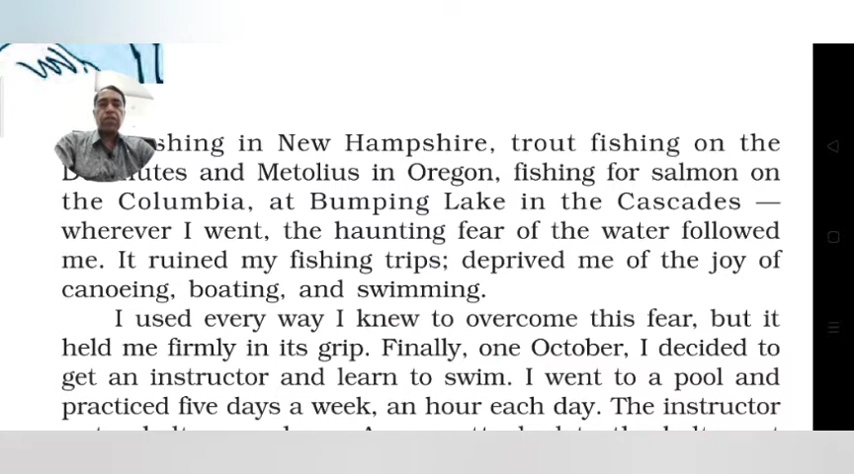 shing in New Hampshire, trout fishing on the
and Metolius in Oregon, fishing for salmon on
the Columbia, at Bumping Lake in the Cascades —
wherever I went, the haunting fear of the water followed
me. It ruined my fishing trips; deprived me of the joy of
canoeing, boating, and swimming.
I used every way I knew to overcome this fear, but it
held me firmly in its grip. Finally, one October, I decided to
get an instructor and learn to swim. I went to a pool and
practiced five days a week, an hour each day. The instructor